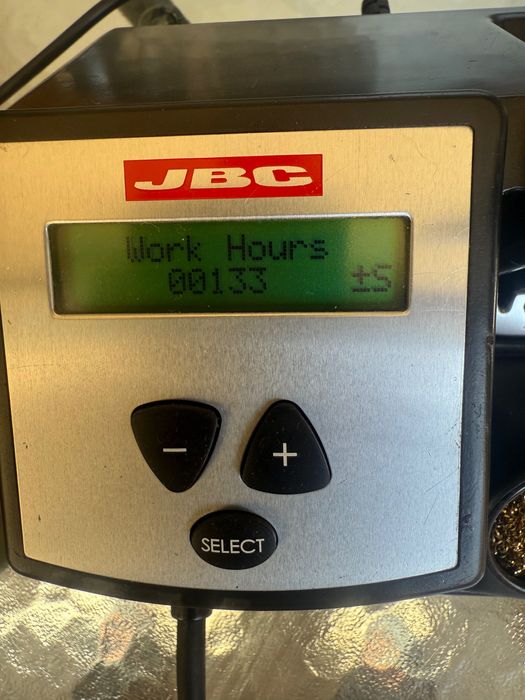 JBC
Work Hours
00133 ±S
- +
SELECT